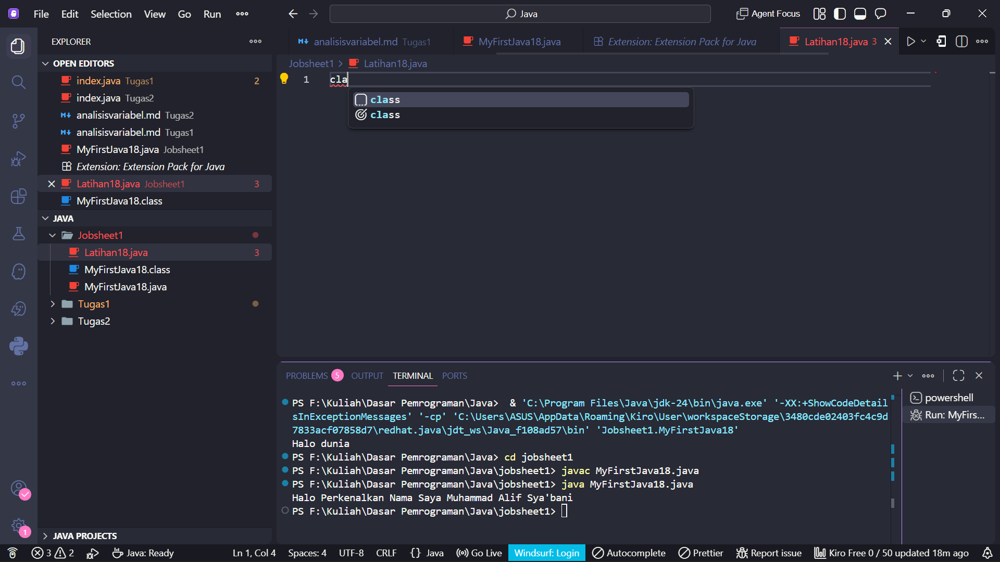 File Edit Selection View Go Run
Java
Agent Focus
EXPLORER
OPEN EDITORS
index.java Tugas1 2
index.java Tugas2
analisisvariabel.md Tugas2
analisisvariabel.md Tugas1
MyFirstJava18.java Jobsheet1
Extension: Extension Pack for Java
Latihan18.java Jobsheet1 3
MyFirstJava18.class
JAVA
Jobsheet1
Latihan18.java 3
MyFirstJava18.class
MyFirstJava18.java
Tugas1
Tugas2
JAVA PROJECTS
analisisvariabel.md Tugas1
MyFirstJava18.java
Extension: Extension Pack for Java
Latihan18.java 3
Jobsheet1 > Latihan18.java
1 cla
class
class
PROBLEMS 5 OUTPUT TERMINAL PORTS
PS F:\Kuliah\Dasar Pemrograman\Java>  & 'C:\Program Files\Java\jdk-24\bin\java.exe' '-XX:+ShowCodeDetail
sInExceptionMessages' '-cp' 'C:\Users\ASUS\AppData\Roaming\Kiro\User\workspaceStorage\3480cde02403fc4c9d
7833acf07858d7\redhat.java\jdt_ws\Java_f108ad57\bin' 'Jobsheet1.MyFirstJava18'
Halo dunia
PS F:\Kuliah\Dasar Pemrograman\Java> cd jobsheet1
PS F:\Kuliah\Dasar Pemrograman\Java\jobsheet1> javac MyFirstJava18.java
PS F:\Kuliah\Dasar Pemrograman\Java\jobsheet1> java MyFirstJava18.java
Halo Perkenalkan Nama Saya Muhammad Alif Sya'bani
PS F:\Kuliah\Dasar Pemrograman\Java\jobsheet1>
powershell
Run: MyFirs...
1
3 2 Java: Ready Ln 1, Col 4 Spaces: 4 UTF-8 CRLF {} Java Go Live Windsurf: Login Autocomplete Prettier Report issue Kiro Free 0 / 50 updated 18m ago